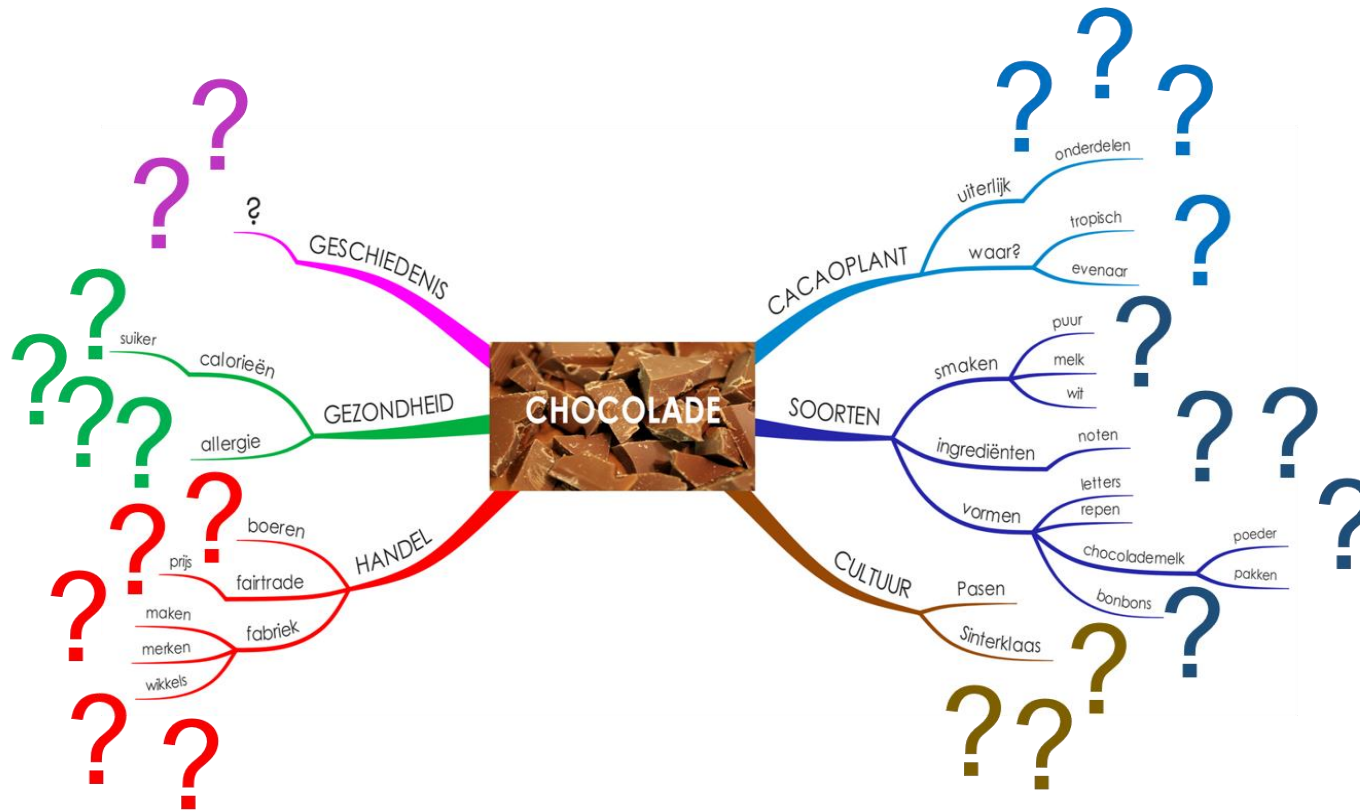 CHOCOLADE
GESCHIEDENIS
?
?
?
GEZONDHEID
calorieën
suiker
allergie
?
?
?
?
HANDEL
boeren
fairtrade
prijs
fabriek
maken
merken
wikkels
?
?
?
?
?
CACAOPLANT
uiterlijk
onderdelen
waar?
tropisch
evenaar
?
?
?
?
SOORTEN
smaken
puur
melk
wit
ingrediënten
noten
vormen
letters
repen
chocolademelk
poeder
pakken
bonbons
?
?
?
?
?
CULTUUR
Pasen
Sinterklaas
?
?
?